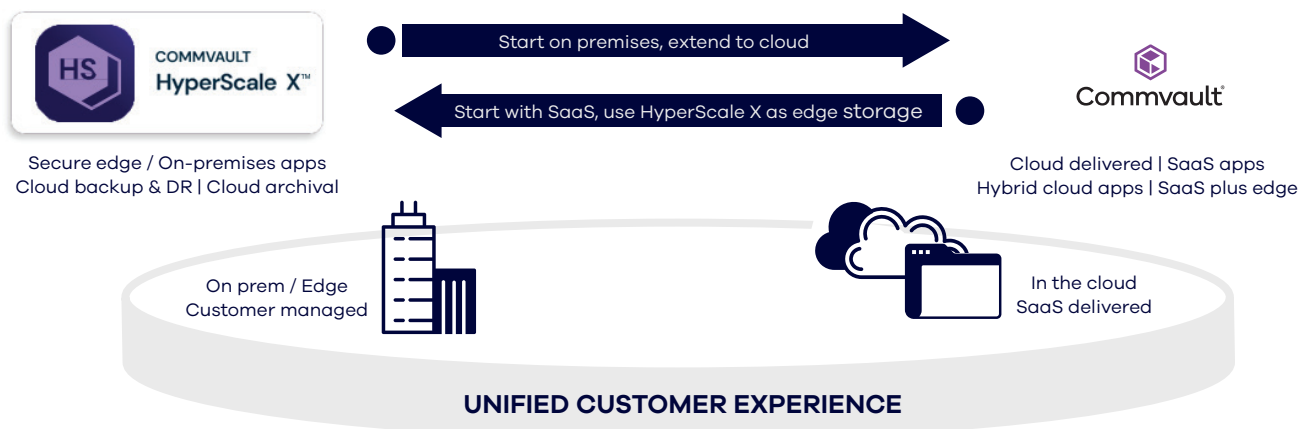 HS
COMMVAULT
HyperScale X™
Start on premises, extend to cloud
Start with SaaS, use HyperScale X as edge storage
Commvault®
Secure edge / On-premises apps
Cloud backup & DR | Cloud archival
Cloud delivered | SaaS apps
Hybrid cloud apps | SaaS plus edge
On prem / Edge
Customer managed
In the cloud
SaaS delivered
UNIFIED CUSTOMER EXPERIENCE